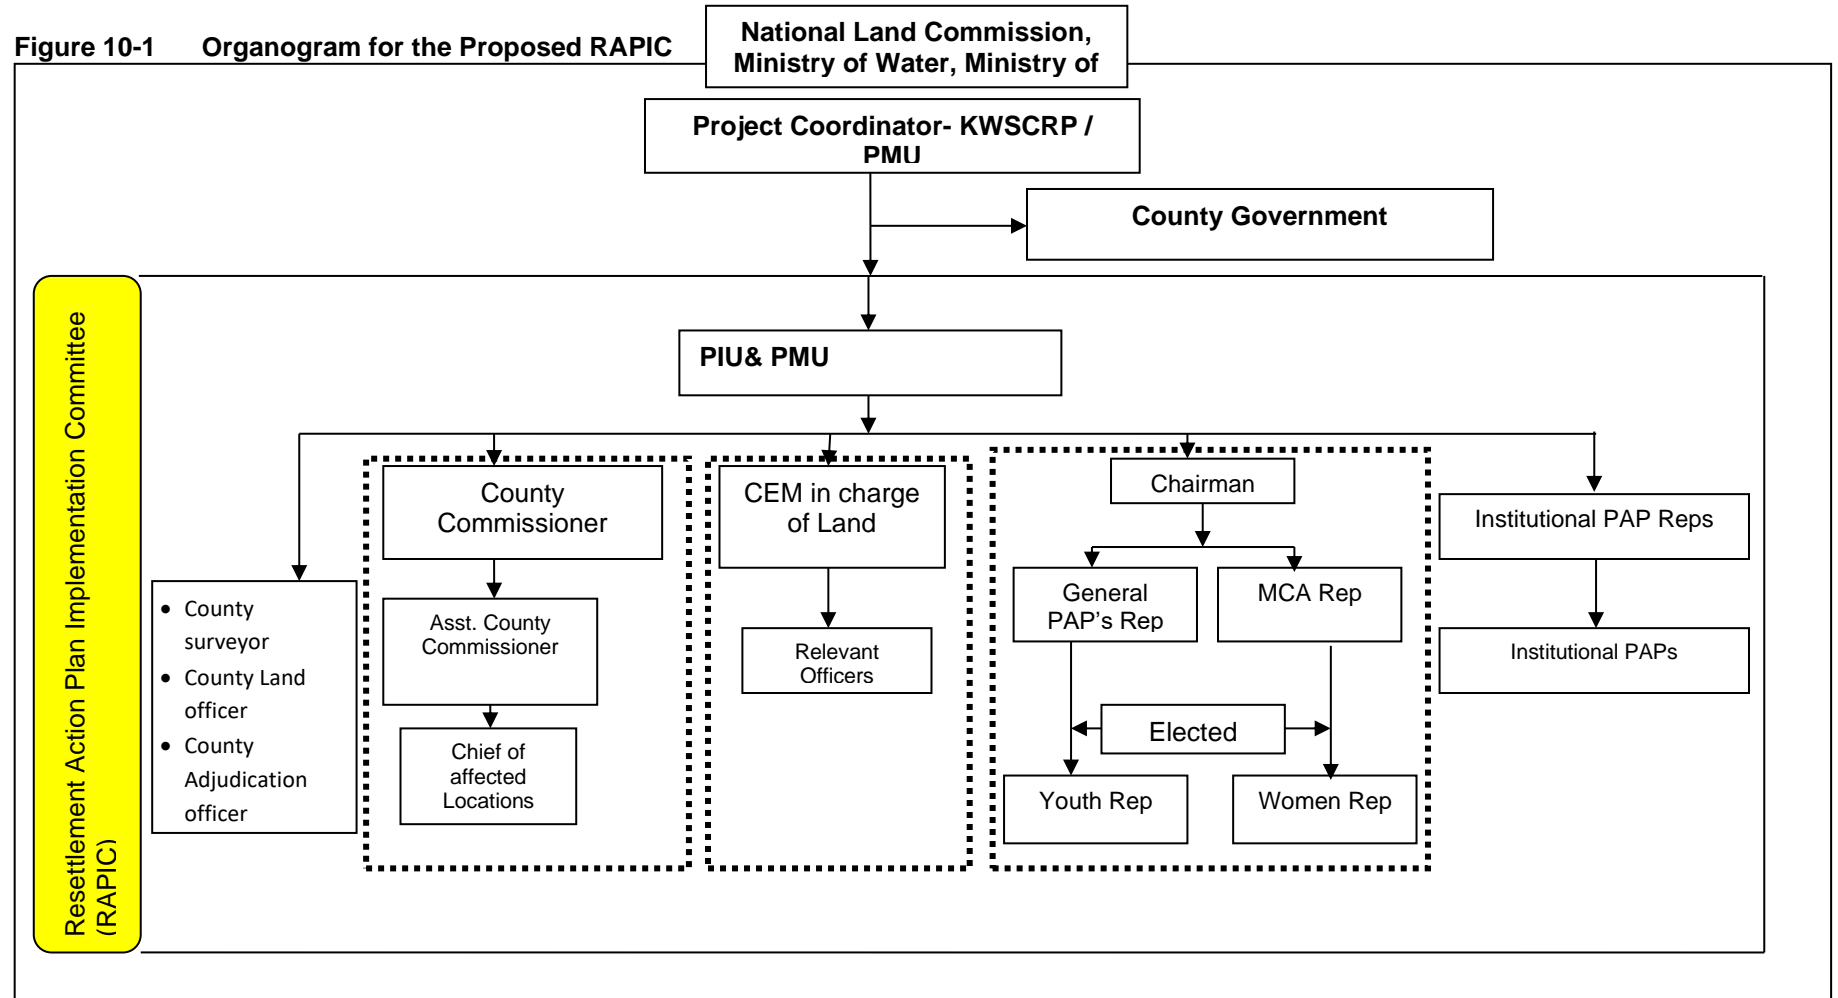 Figure 10-1 Organogram for the Proposed RAPIC
National Land Commission,
Ministry of Water, Ministry of
Project Coordinator- KWSCRP /
PMU
County Government
Resetlement Action Plan Implementation Committee
(RAPIC)
PIU& PMU
• County
surveyor
• County Land
officer
• County
Adjudication
officer
County
Commissioner
Asst. County
Commissioner
Chief of
affected
Locations
CEM in charge
of Land
Relevant
Officers
Chairman
General
PAP’s Rep
MCA Rep
Elected
Youth Rep
Women Rep
Institutional PAP Reps
Institutional PAPs